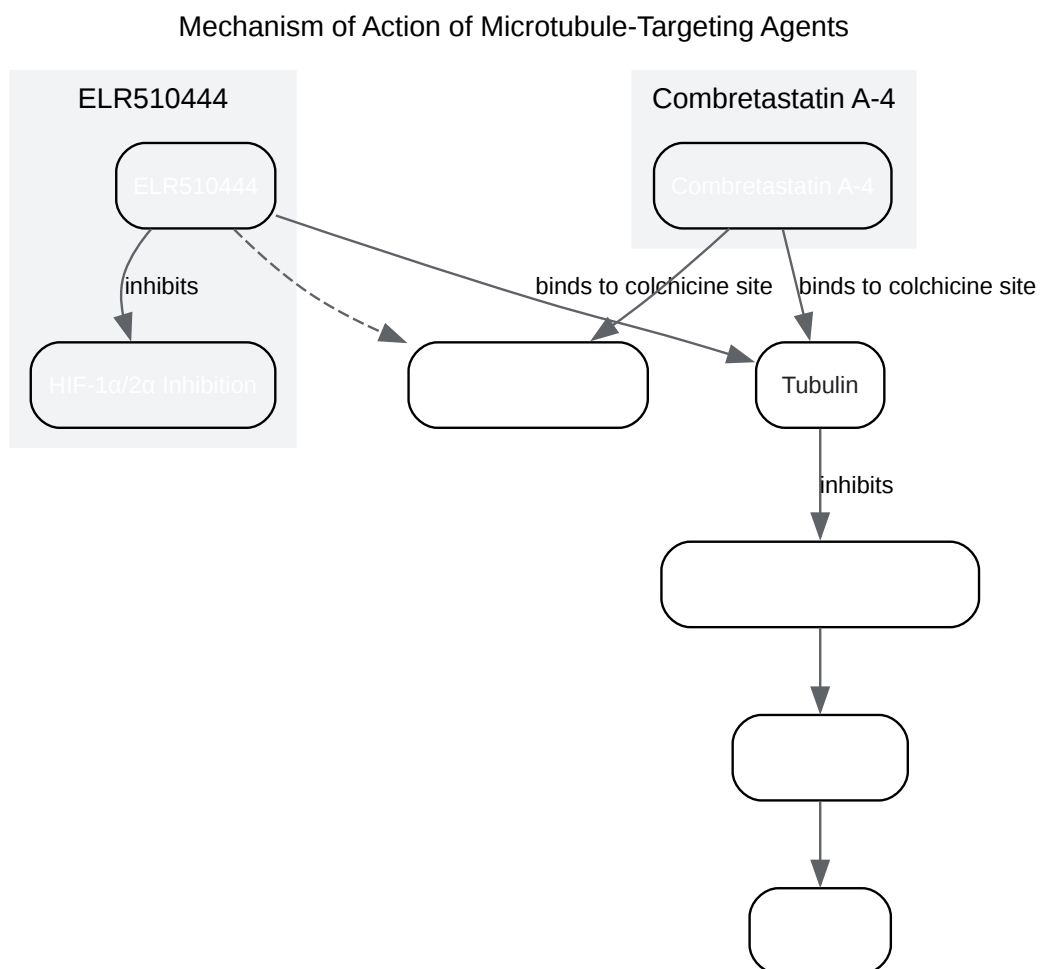 Mechanism of Action of Microtubule-Targeting Agents
ELR510444
Combretastatin A-4
ELR510444
Combretastatin A-4
inhibits
binds to colchicine site
binds to colchicine site
HIF-1α/2α Inhibition
Tubulin
inhibits